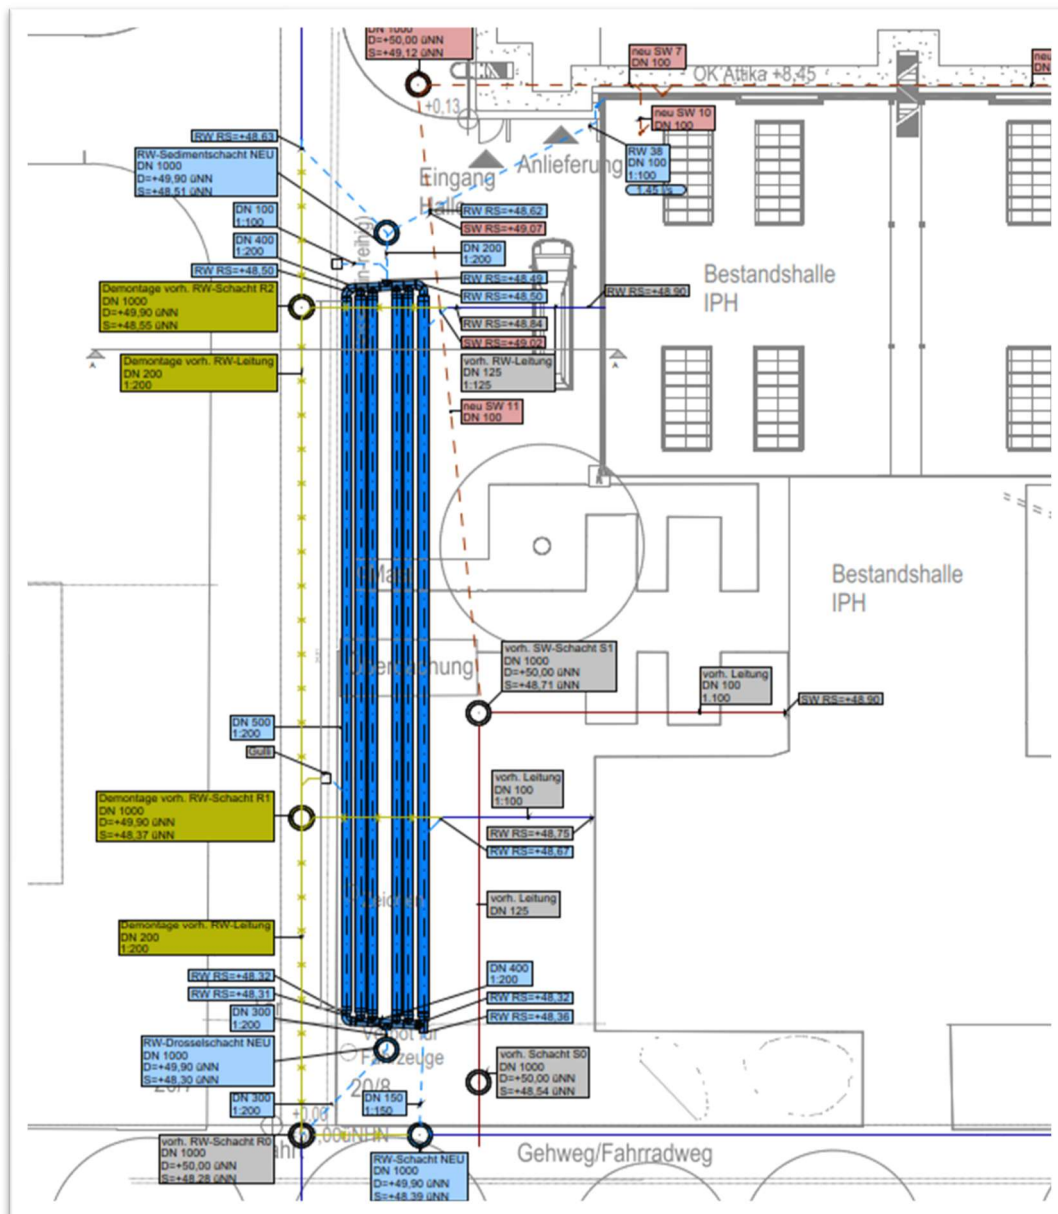 DN 1000
D=+50,00 üNN
S=+49,12 üNN
neu SW 7
DN 100
OK Attika +8,45
neu
DN
+0,13
neu SW 10
DN 100
RW RS=+48,63
RW-Sedimentschacht NEU
DN 1000
D=+49,90 üNN
S=+48,51 üNN
Eingang
Halle
Anlieferung
RW 38
DN 100
1:100
1.45 l/s
DN 100
1:100
RW RS=+48,62
SW RS=+49,07
DN 400
1:200
DN 200
1:200
RW RS=+48,50
RW RS=+48,49
RW RS=+48,50
Bestandshalle
IPH
Demontage vorh. RW-Schacht R2
DN 1000
D=+49,90 üNN
S=+48,55 üNN
RW RS=+48,90
RW RS=+48,84
SW RS=+49,02
A
A
Demontage vorh. RW-Leitung
DN 200
1:200
vorh. RW-Leitung
DN 125
1:125
neu SW 11
DN 100
Bestandshalle
IPH
vorh. SW-Schacht S1
DN 1000
D=+50,00 üNN
S=+48,71 üNN
vorh. Leitung
DN 100
1.100
SW RS=+48.90
DN 500
1:200
Gulli
vorh. Leitung
DN 100
1:100
Demontage vorh. RW-Schacht R1
DN 1000
D=+49,90 üNN
S=+48,37 üNN
RW RS=+48,75
RW RS=+48,67
vorh. Leitung
DN 125
Demontage vorh. RW-Leitung
DN 200
1:200
RW RS=+48.32
RW RS=+48,31
DN 400
1:200
RW RS=+48,32
RW RS=+48,36
DN 300
1:200
Verbot für
Fahrzeuge
RW-Drosselschacht NEU
DN 1000
D=+49,90 üNN
S=+48,30 üNN
vorh. Schacht S0
DN 1000
D=+50,00 üNN
S=+48,54 üNN
20/8
DN 300
1:200
DN 150
1:150
+0,00
vorh. RW-Schacht R0
DN 1000
D=+50,00 üNN
S=+48,28 üNN
Gehweg/Fahrradweg
RW-Schacht NEU
DN 1000
D=+49,90 üNN
S=+48,39 üNN